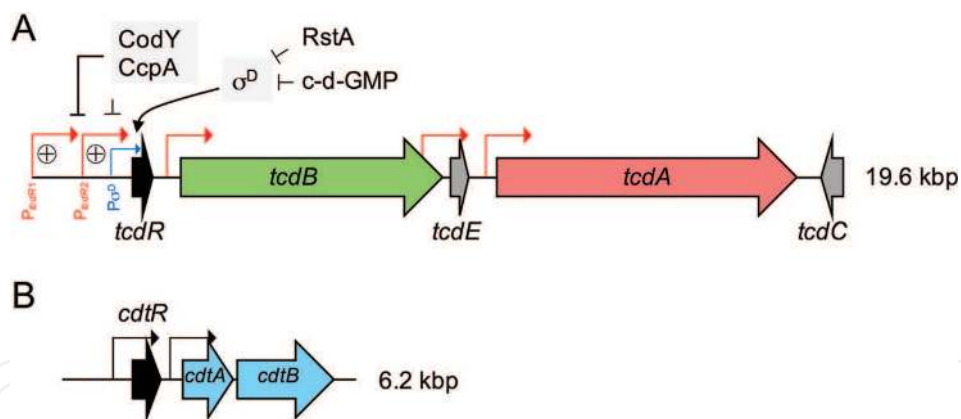 A
CodY
CcpA
RstA
σD
c-d-GMP
PtcdR1
PtcdR2
PσD
tcdR
tcdB
tcdE
tcdA
tcdC
19.6 kbp
B
cdtR
cdtA
cdtB
6.2 kbp